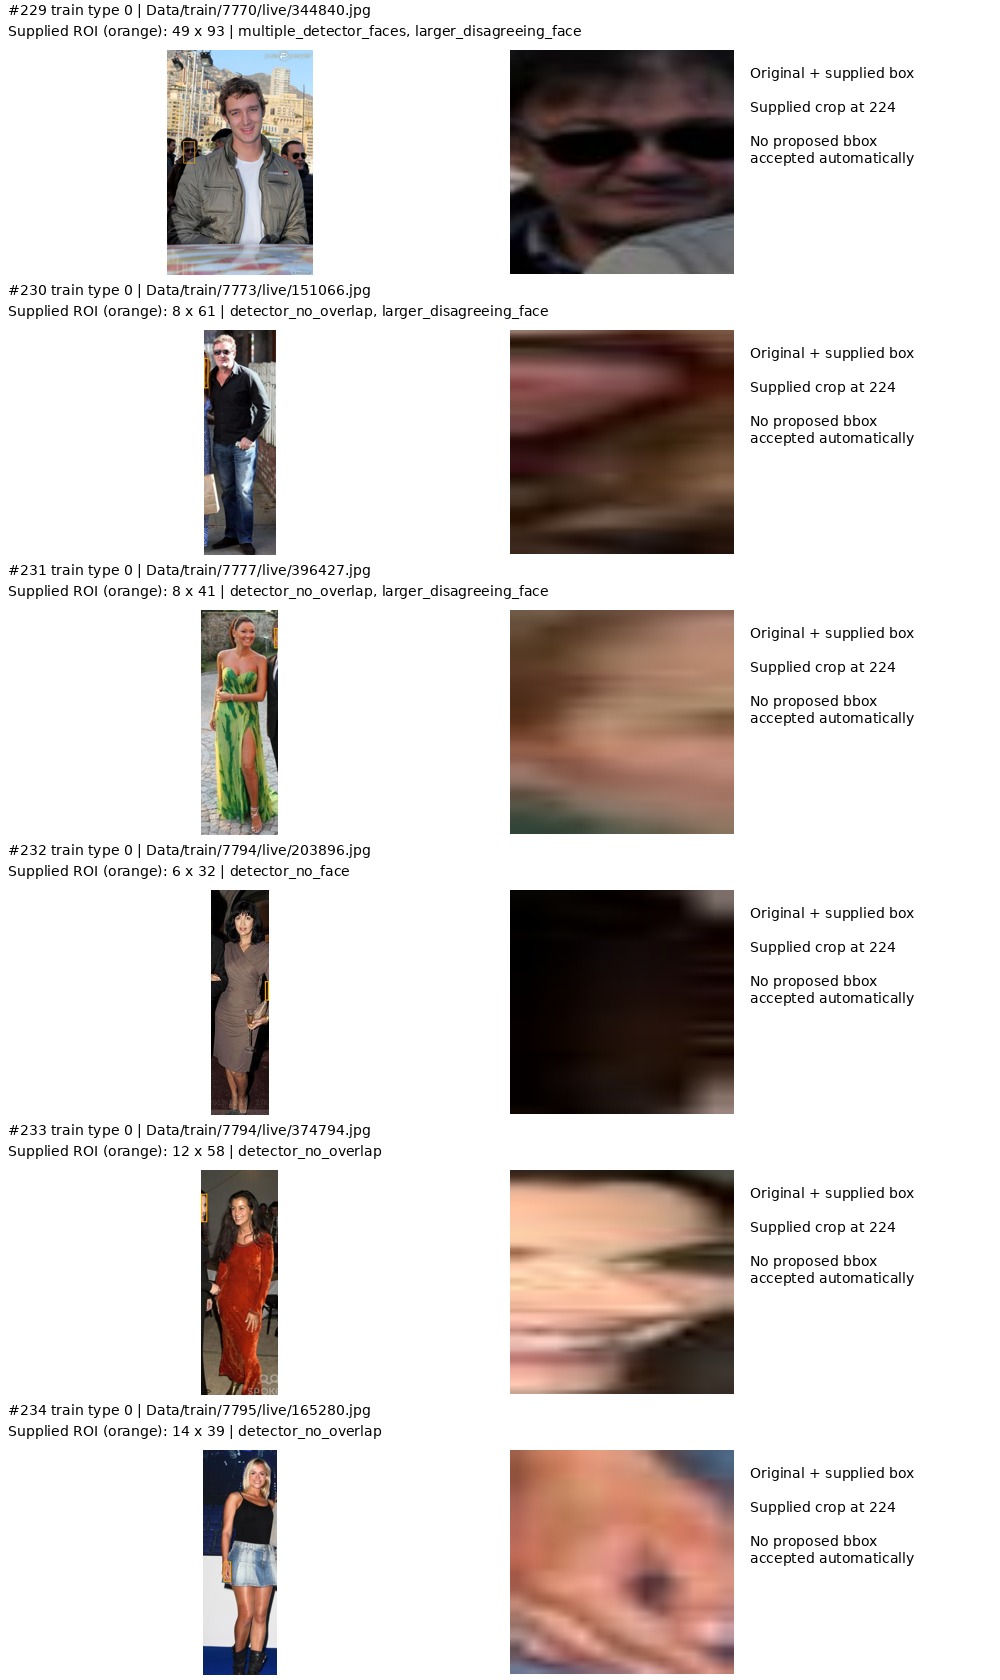 #229 train type 0 | Data/train/7770/live/344840.jpg
Supplied ROI (orange): 49 x 93 | multiple_detector_faces, larger_disagreeing_face
Original + supplied box
Supplied crop at 224
No proposed bbox
accepted automatically
#230 train type 0 | Data/train/7773/live/151066.jpg
Supplied ROI (orange): 8 x 61 | detector_no_overlap, larger_disagreeing_face
Original + supplied box
Supplied crop at 224
No proposed bbox
accepted automatically
#231 train type 0 | Data/train/7777/live/396427.jpg
Supplied ROI (orange): 8 x 41 | detector_no_overlap, larger_disagreeing_face
Original + supplied box
Supplied crop at 224
No proposed bbox
accepted automatically
#232 train type 0 | Data/train/7794/live/203896.jpg
Supplied ROI (orange): 6 x 32 | detector_no_face
Original + supplied box
Supplied crop at 224
No proposed bbox
accepted automatically
#233 train type 0 | Data/train/7794/live/374794.jpg
Supplied ROI (orange): 12 x 58 | detector_no_overlap
Original + supplied box
Supplied crop at 224
No proposed bbox
accepted automatically
SPOK
#234 train type 0 | Data/train/7795/live/165280.jpg
Supplied ROI (orange): 14 x 39 | detector_no_overlap
Original + supplied box
Supplied crop at 224
No proposed bbox
accepted automatically